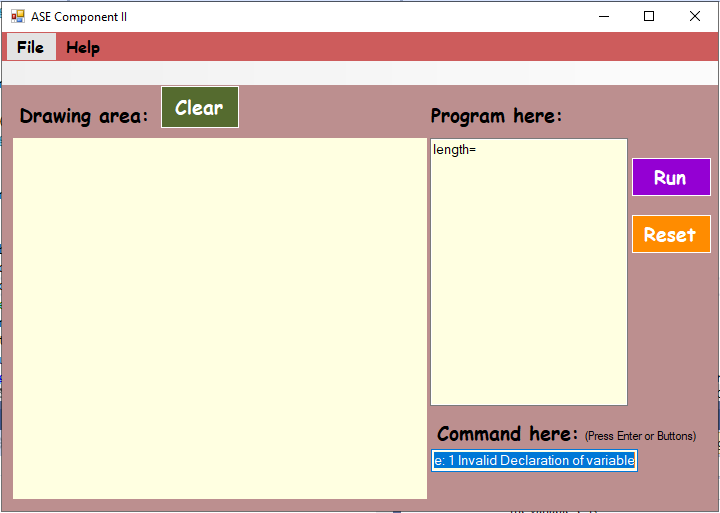 ASE Component II
File Help
Drawing area: Clear
Program here:
length=
Run
Reset
Command here: (Press Enter or Buttons)
e: 1 Invalid Declaration of variable